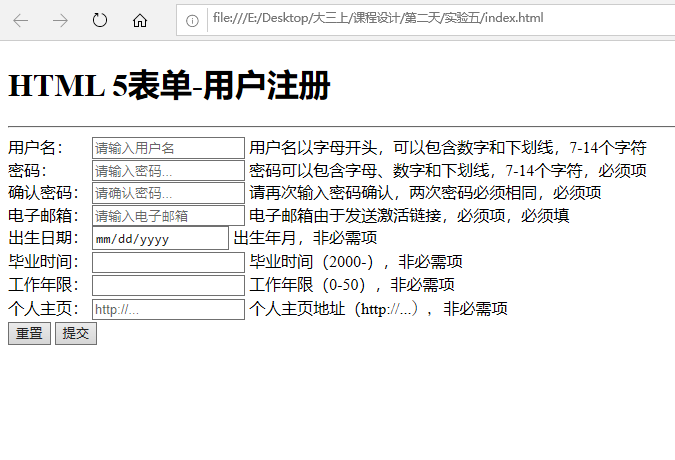 file:///E:/Desktop/大三上/课程设计/第二天/实验五/index.html
HTML 5表单-用户注册
用户名： 请输入用户名 用户名以字母开头，可以包含数字和下划线，7-14个字符
密码： 请输入密码... 密码可以包含字母、数字和下划线，7-14个字符，必须项
确认密码： 请确认密码... 请再次输入密码确认，两次密码必须相同，必须项
电子邮箱： 请输入电子邮箱 电子邮箱由于发送激活链接，必须项，必须填
出生日期： mm/dd/yyyy 出生年月，非必需项
毕业时间： 毕业时间（2000-），非必需项
工作年限： 工作年限（0-50），非必需项
个人主页： http://... 个人主页地址（http://...），非必需项
重置 提交